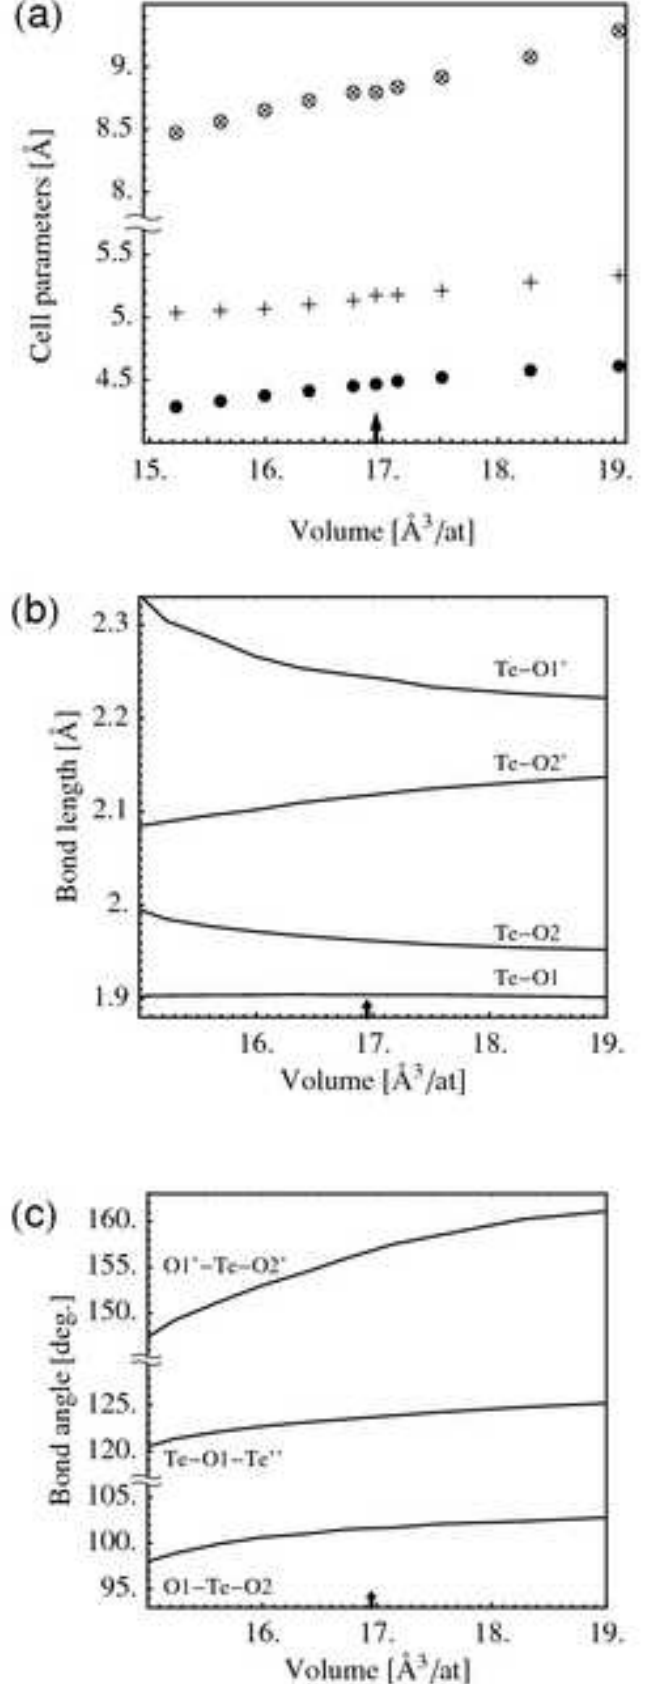 (a)
9.
8.5
8.
5.5
5.
4.5
Cell parameters [Å]
15. 16. 17. 18. 19.
Volume [Å³/at]
(b)
2.3
2.2
2.1
2.
1.9
Bond length [Å]
Te-O1'
Te-O2'
Te-O2
Te-O1
16. 17. 18. 19.
Volume [Å³/at]
(c)
160.
155.
150.
125.
120.
105.
100.
95.
Bond angle [deg.]
O1'-Te-O2'
Te-O1-Te''
O1-Te-O2
16. 17. 18. 19.
Volume [Å³/at]